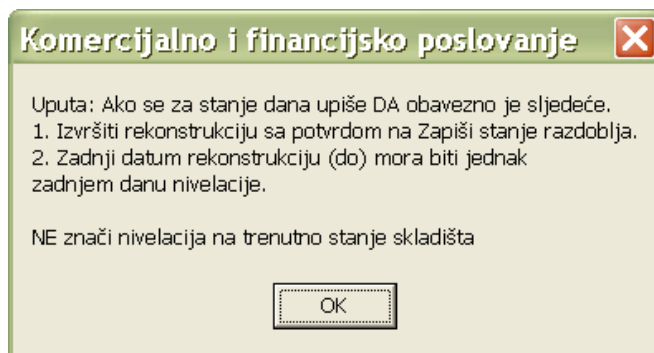 Komercijalno i financijsko poslovanje
Uputa: Ako se za stanje dana upiše DA obavezno je sljedeće.
1. Izvršiti rekonstrukciju sa potvrdom na Zapiši stanje razdoblja.
2. Zadnji datum rekonstrukciju (do) mora biti jednak
zadnjem danu nivelacije.
NE znači nivelacija na trenutno stanje skladišta
OK